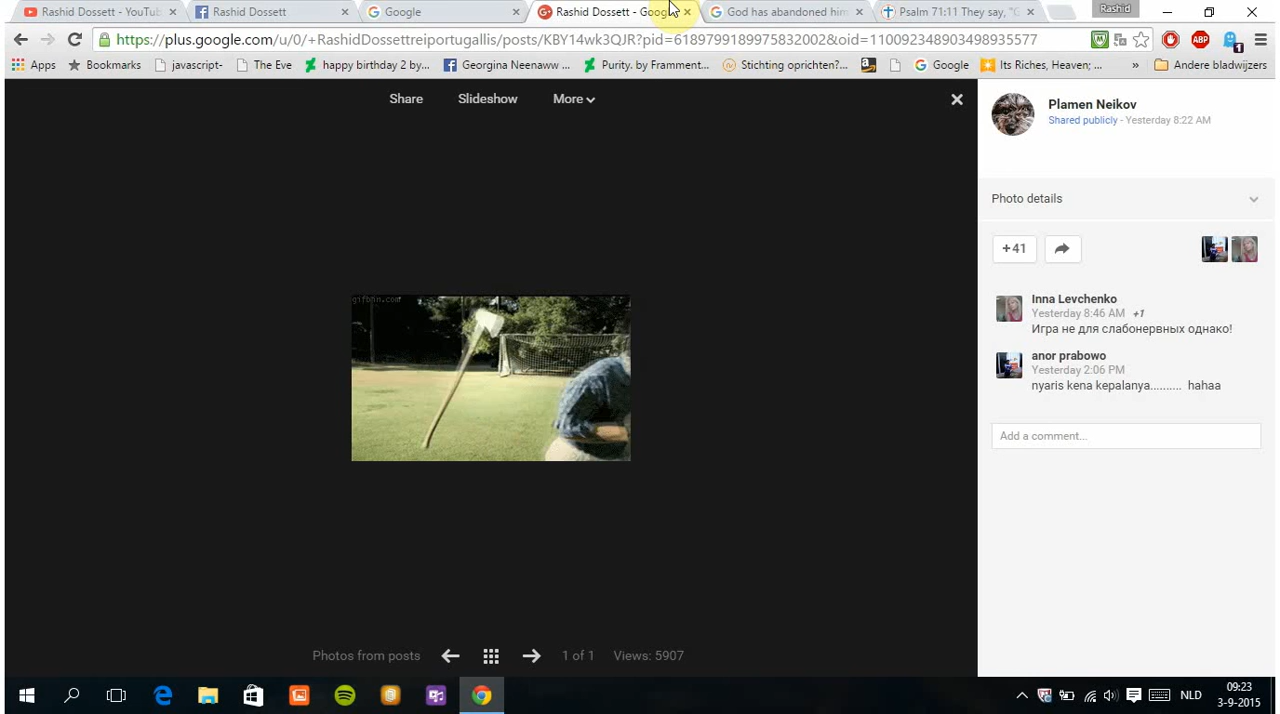 Rashid Dossett - YouTub
Rashid Dossett
Google
Rashid Dossett - Goog
God has abandoned him
Psalm 71:11 They say, "G
Rashid
https://plus.google.com/u/0/+RashidDossettreipotugallis/posts/KBY14wk3QJR?pid=6189799189975832002&oid=110092348903498935577
ABP
1
Apps
Bookmarks
javascript-
The Eve
happy birthday 2 by...
Georgina Neenaww ...
Purity. by Framment...
Stichting oprichten?...
Google
Its Riches, Heaven; ...
»
Andere bladwijzers
Share
Slideshow
More
Plamen Neikov
Shared publicly - Yesterday 8:22 AM
Photo details
+41
gifbin.com
Inna Levchenko
Yesterday 8:46 AM +1
Игра не для слабонервных однако!
anor prabowo
Yesterday 2:06 PM
nyaris kena kepalanya.......... hahaa
Add a comment...
Photos from posts
1 of 1
Views: 5907
NLD
09:23
3-9-2015